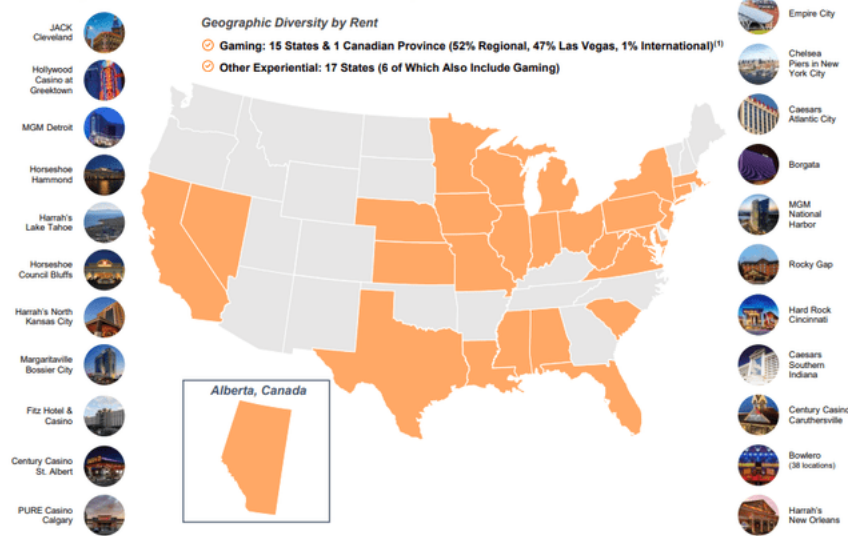 Geographic Diversity by Rent
Gaming: 15 States & 1 Canadian Province (52% Regional, 47% Las Vegas, 1% International)(1)
Other Experiential: 17 States (6 of Which Also Include Gaming)
JACK
Cleveland
Hollywood
Casino at
Greektown
MGM Detroit
Horseshoe
Hammond
Harrah's
Lake Tahoe
Horseshoe
Council Bluffs
Harrah's North
Kansas City
Margaritaville
Bossier City
Fitz Hotel &
Casino
Century Casino
St. Albert
PURE Casino
Calgary
Alberta, Canada
Empire City
Chelsea
Piers in New
York City
Caesars
Atlantic City
Borgata
MGM
National
Harbor
Rocky Gap
Hard Rock
Cincinnati
Caesars
Southern
Indiana
Century Casino
Caruthersville
Bowlero
(38 locations)
Harrah's
New Orleans